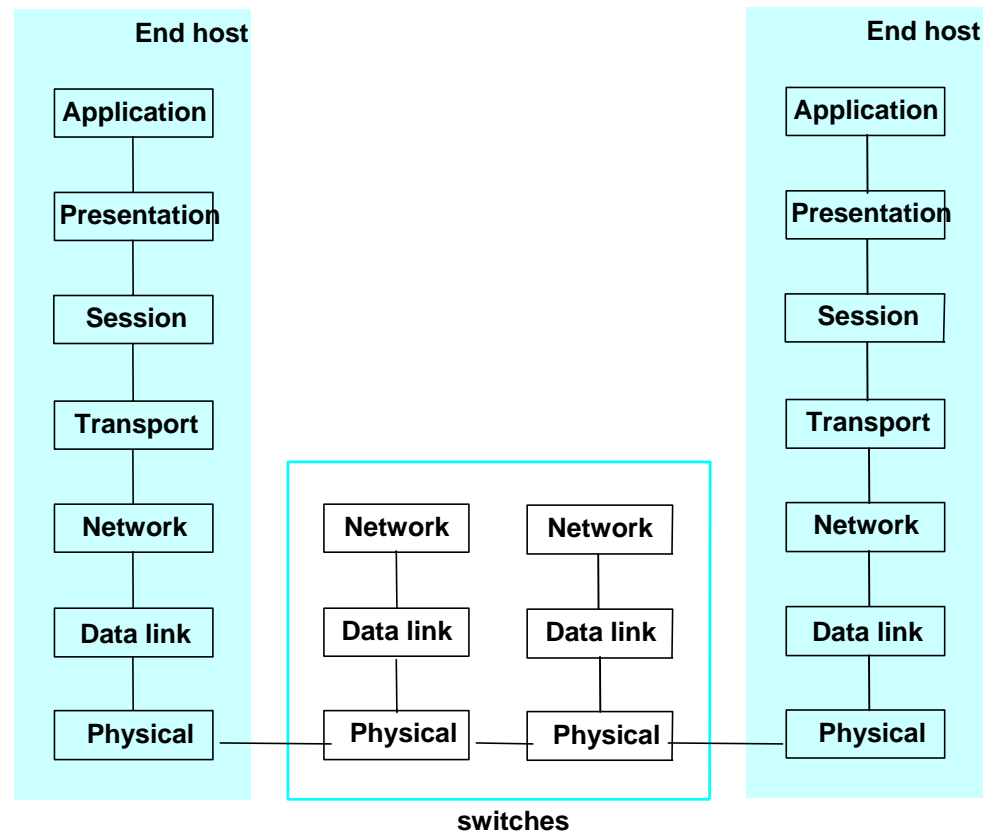 End host
End host
Application
Application
Presentation
Presentation
Session
Session
Transport
Transport
Network
Network
Network
Network
Data link
Data link
Data link
Data link
Physical
Physical
Physical
Physical
switches